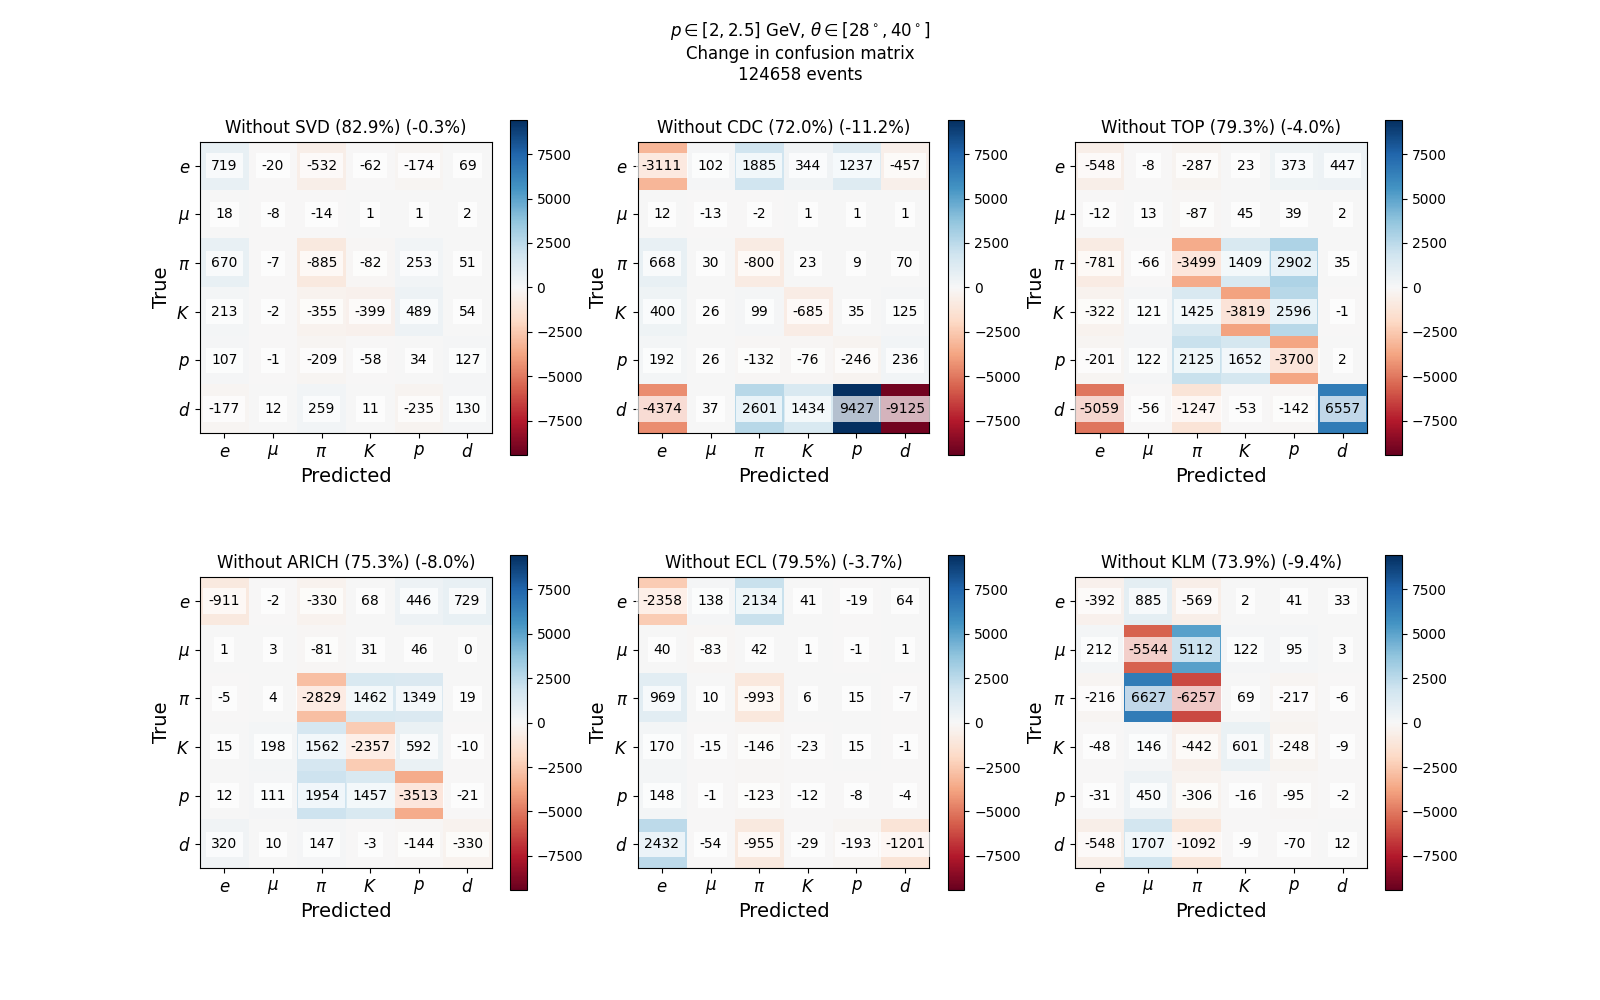 p ∈ [2, 2.5] GeV, θ ∈ [28°, 40°]
Change in confusion matrix
124658 events
Without SVD (82.9%) (-0.3%)
e 719 -20 -532 -62 -174 69
μ 18 -8 -14 1 1 2
π 670 -7 -885 -82 253 51
K 213 -2 -355 -399 489 54
p 107 -1 -209 -58 34 127
d -177 12 259 11 -235 130
e μ π K p d
Predicted
True
7500
5000
2500
0
−2500
−5000
−7500
Without CDC (72.0%) (-11.2%)
e -3111 102 1885 344 1237 -457
μ 12 -13 -2 1 1 1
π 668 30 -800 23 9 70
K 400 26 99 -685 35 125
p 192 26 -132 -76 -246 236
d -4374 37 2601 1434 9427 -9125
e μ π K p d
Predicted
True
7500
5000
2500
0
−2500
−5000
−7500
Without TOP (79.3%) (-4.0%)
e -548 -8 -287 23 373 447
μ -12 13 -87 45 39 2
π -781 -66 -3499 1409 2902 35
K -322 121 1425 -3819 2596 -1
p -201 122 2125 1652 -3700 2
d -5059 -56 -1247 -53 -142 6557
e μ π K p d
Predicted
True
7500
5000
2500
0
−2500
−5000
−7500
Without ARICH (75.3%) (-8.0%)
e -911 -2 -330 68 446 729
μ 1 3 -81 31 46 0
π -5 4 -2829 1462 1349 19
K 15 198 1562 -2357 592 -10
p 12 111 1954 1457 -3513 -21
d 320 10 147 -3 -144 -330
e μ π K p d
Predicted
True
7500
5000
2500
0
−2500
−5000
−7500
Without ECL (79.5%) (-3.7%)
e -2358 138 2134 41 -19 64
μ 40 -83 42 1 -1 1
π 969 10 -993 6 15 -7
K 170 -15 -146 -23 15 -1
p 148 -1 -123 -12 -8 -4
d 2432 -54 -955 -29 -193 -1201
e μ π K p d
Predicted
True
7500
5000
2500
0
−2500
−5000
−7500
Without KLM (73.9%) (-9.4%)
e -392 885 -569 2 41 33
μ 212 -5544 5112 122 95 3
π -216 6627 -6257 69 -217 -6
K -48 146 -442 601 -248 -9
p -31 450 -306 -16 -95 -2
d -548 1707 -1092 -9 -70 12
e μ π K p d
Predicted
True
7500
5000
2500
0
−2500
−5000
−7500